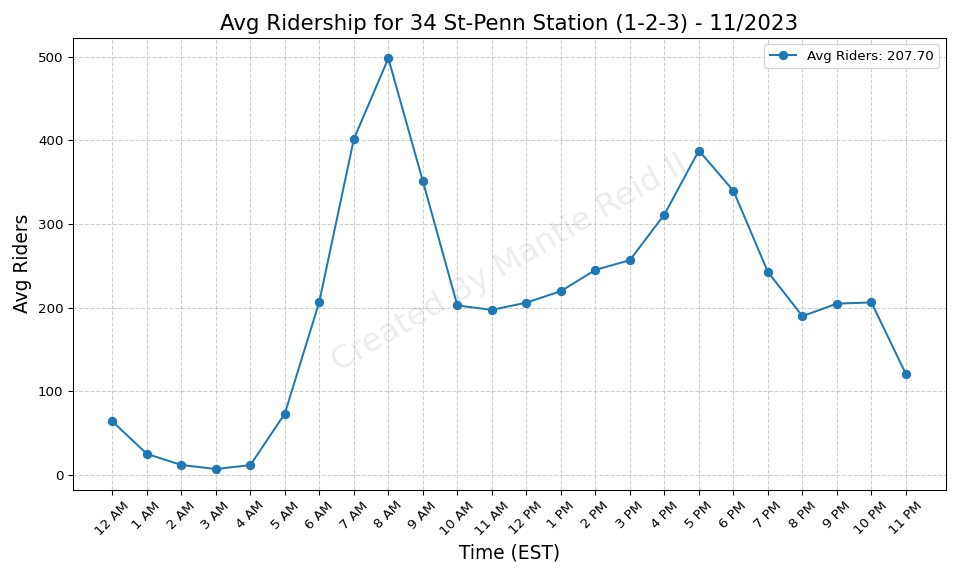 Avg Ridership for 34 St-Penn Station (1-2-3) - 11/2023
Avg Riders: 207.70
500
400
300
200
100
0
Avg Riders
Created By Mantie Reid II
12 AM
1 AM
2 AM
3 AM
4 AM
5 AM
6 AM
7 AM
8 AM
9 AM
10 AM
11 AM
12 PM
1 PM
2 PM
3 PM
4 PM
5 PM
6 PM
7 PM
8 PM
9 PM
10 PM
11 PM
Time (EST)